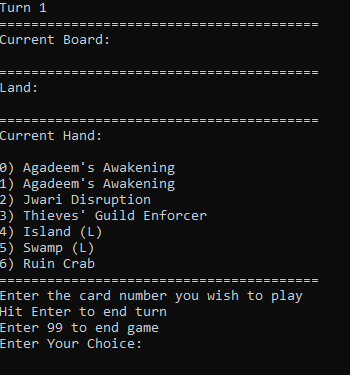 Turn 1
========================================
Current Board:
========================================
Land:
========================================
Current Hand:
0) Agadeem's Awakening
1) Agadeem's Awakening
2) Jwari Disruption
3) Thieves' Guild Enforcer
4) Island (L)
5) Swamp (L)
6) Ruin Crab
========================================
Enter the card number you wish to play
Hit Enter to end turn
Enter 99 to end game
Enter Your Choice: